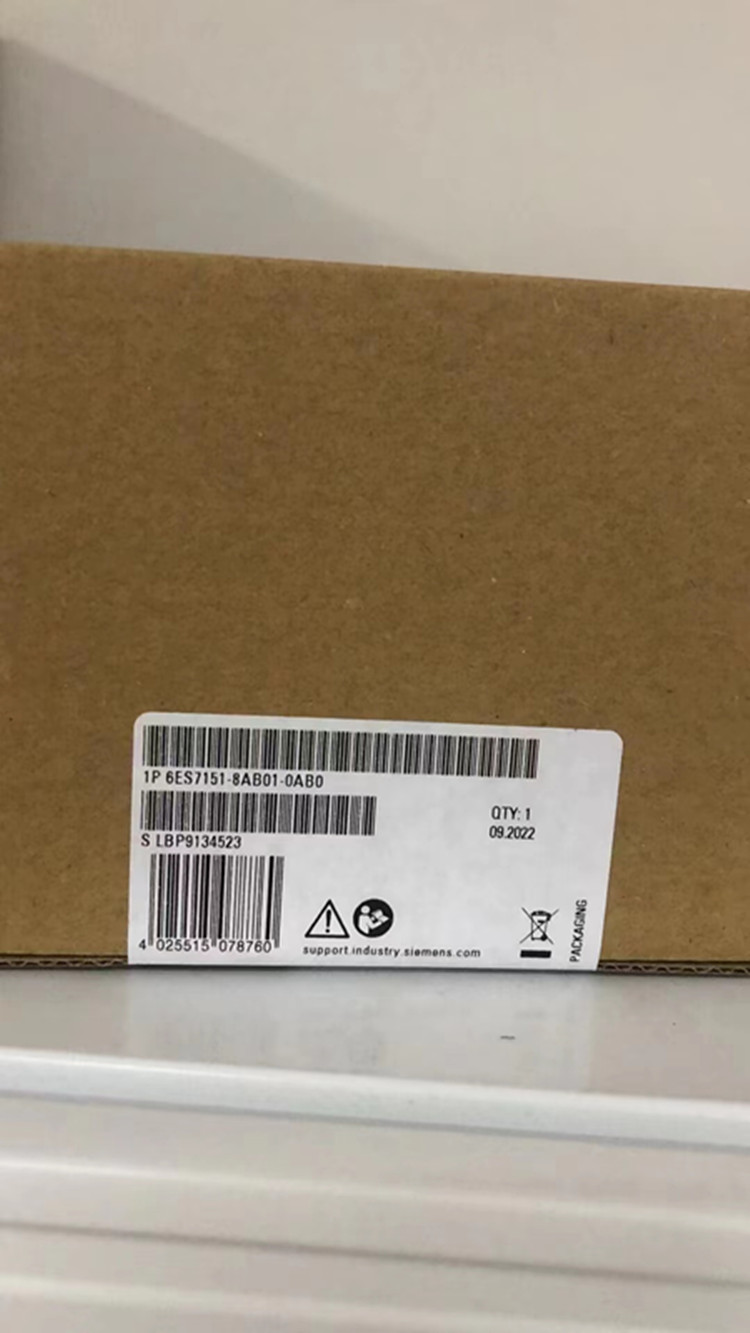 1P 6ES7151-8AB01-0AB0
S LBP9134523
QTY: 1
09.2022
4 025515 078760
support.industry.siemens.com
PACKAGING